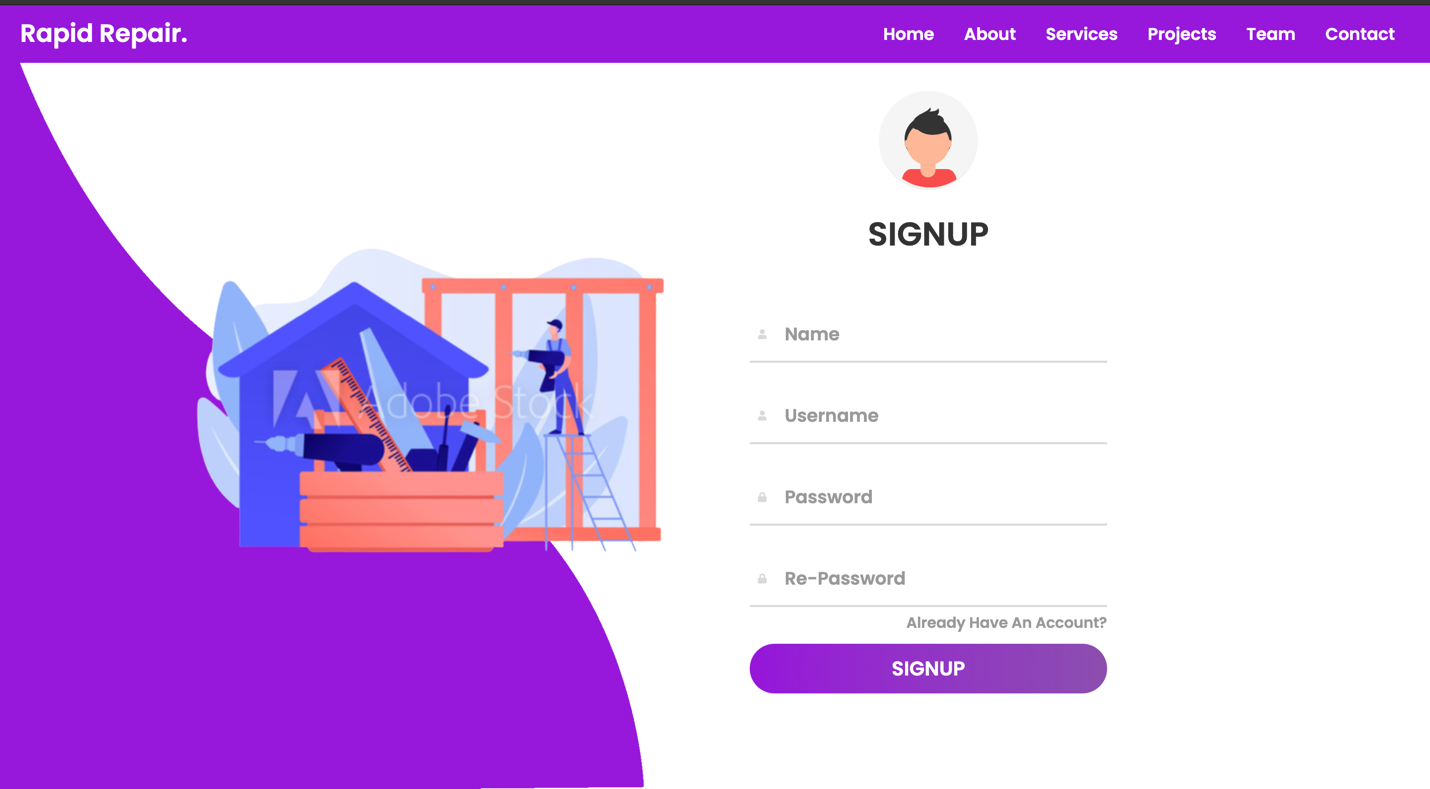 Rapid Repair.
Home About Services Projects Team Contact
SIGNUP
Name
Adobe Stock
Username
Password
Re-Password
Already Have An Account?
SIGNUP